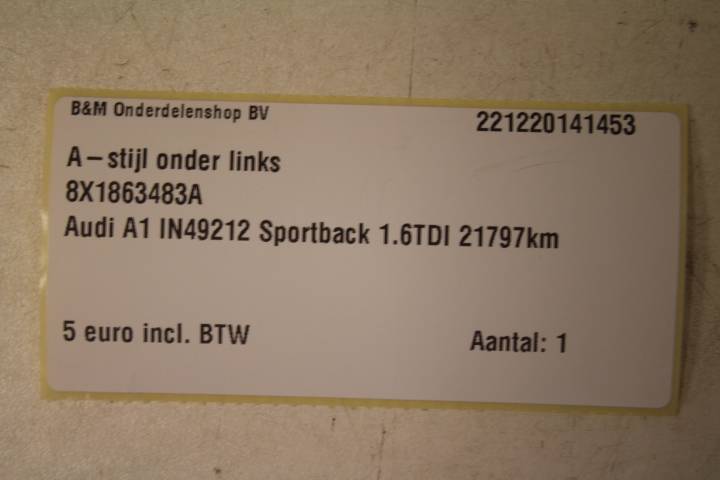 B&M Onderdelenshop BV
221220141453
A-stijl onder links
8X1863483A
Audi A1 IN49212 Sportback 1.6TDI 21797km
5 euro incl. BTW
Aantal: 1